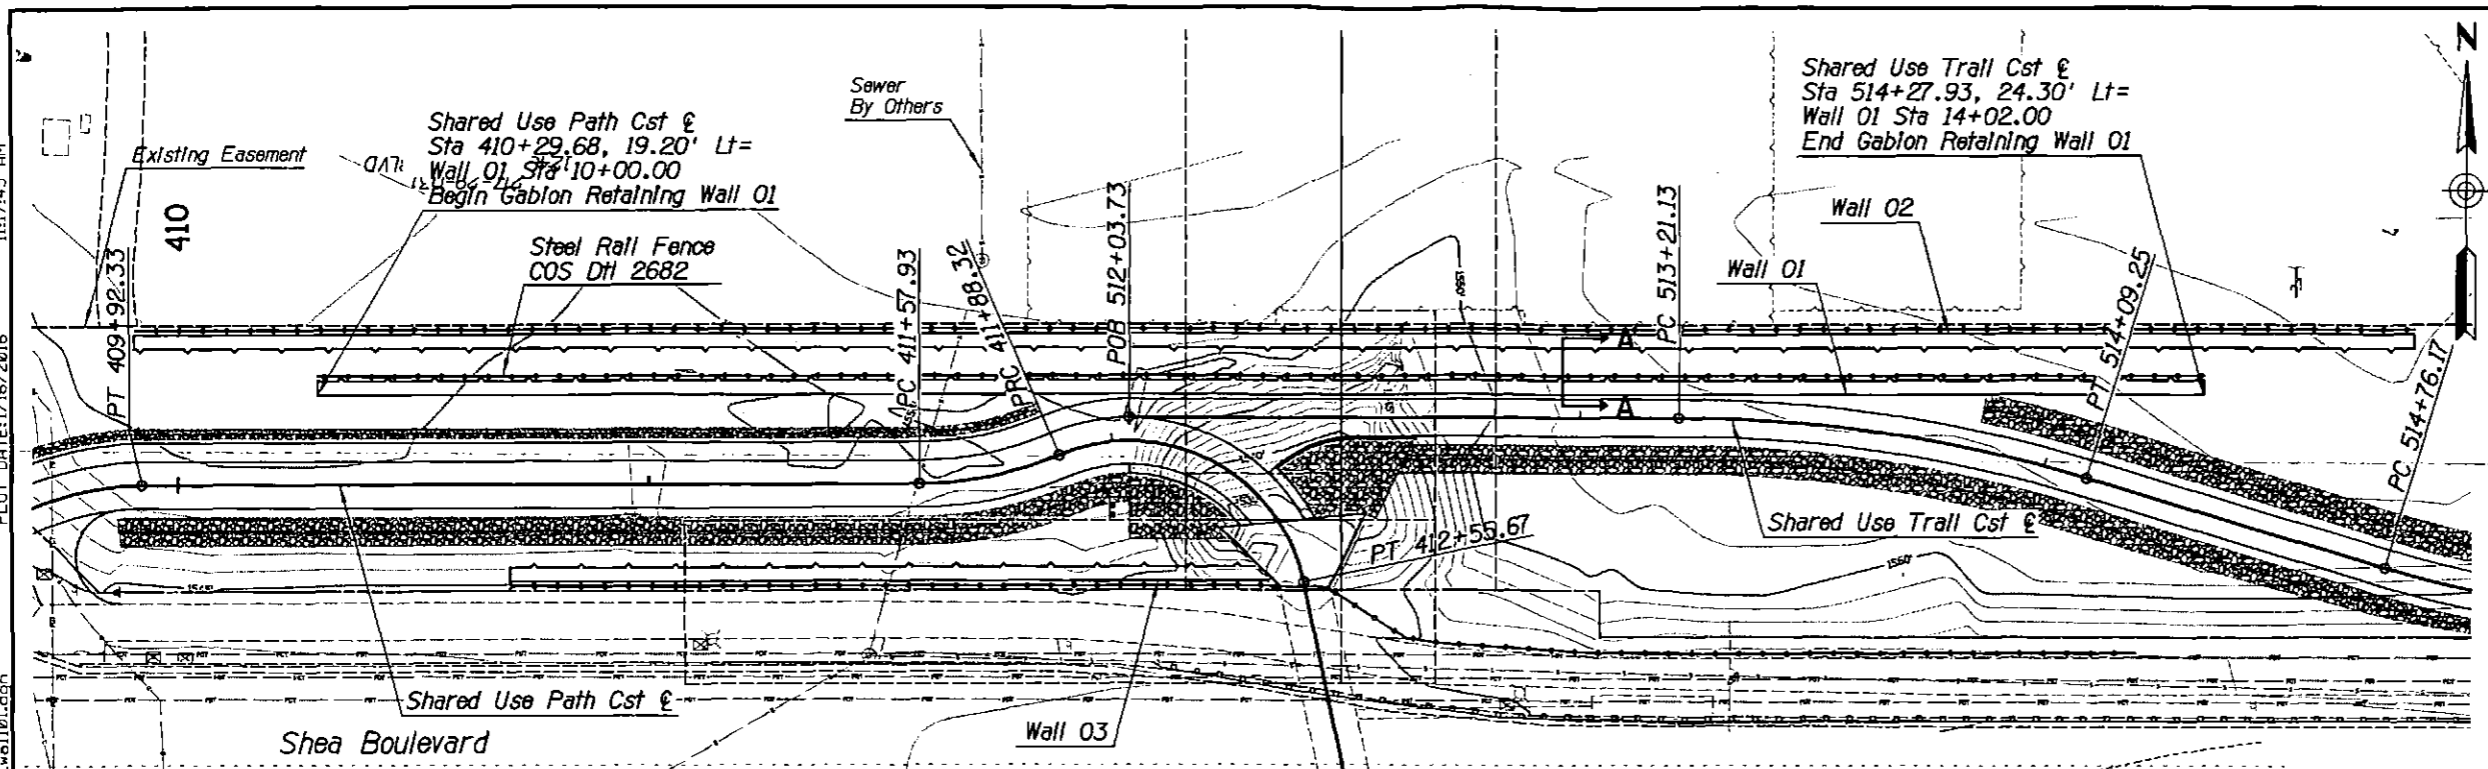 N
Shared Use Trail Cst ℄
Sta 514+27.93, 24.30' Lt=
Wall 01 Sta 14+02.00
End Gabion Retaining Wall 01
Sewer
By Others
Shared Use Path Cst ℄
Sta 410+29.68, 19.20' Lt=
Wall 01 Sta 10+00.00
Begin Gabion Retaining Wall 01
Existing Easement
410
Steel Rail Fence
COS Dtl 2682
Wall 02
Wall 01
PT 409+92.33
PC 411+57.93
PRC 411+88.32
POB 512+03.73
PC 513+21.13
PT 514+09.25
PC 514+76.17
A
A
1550'
1560'
PT 412+55.67
Shared Use Trail Cst ℄
Shared Use Path Cst ℄
Wall 03
Shea Boulevard